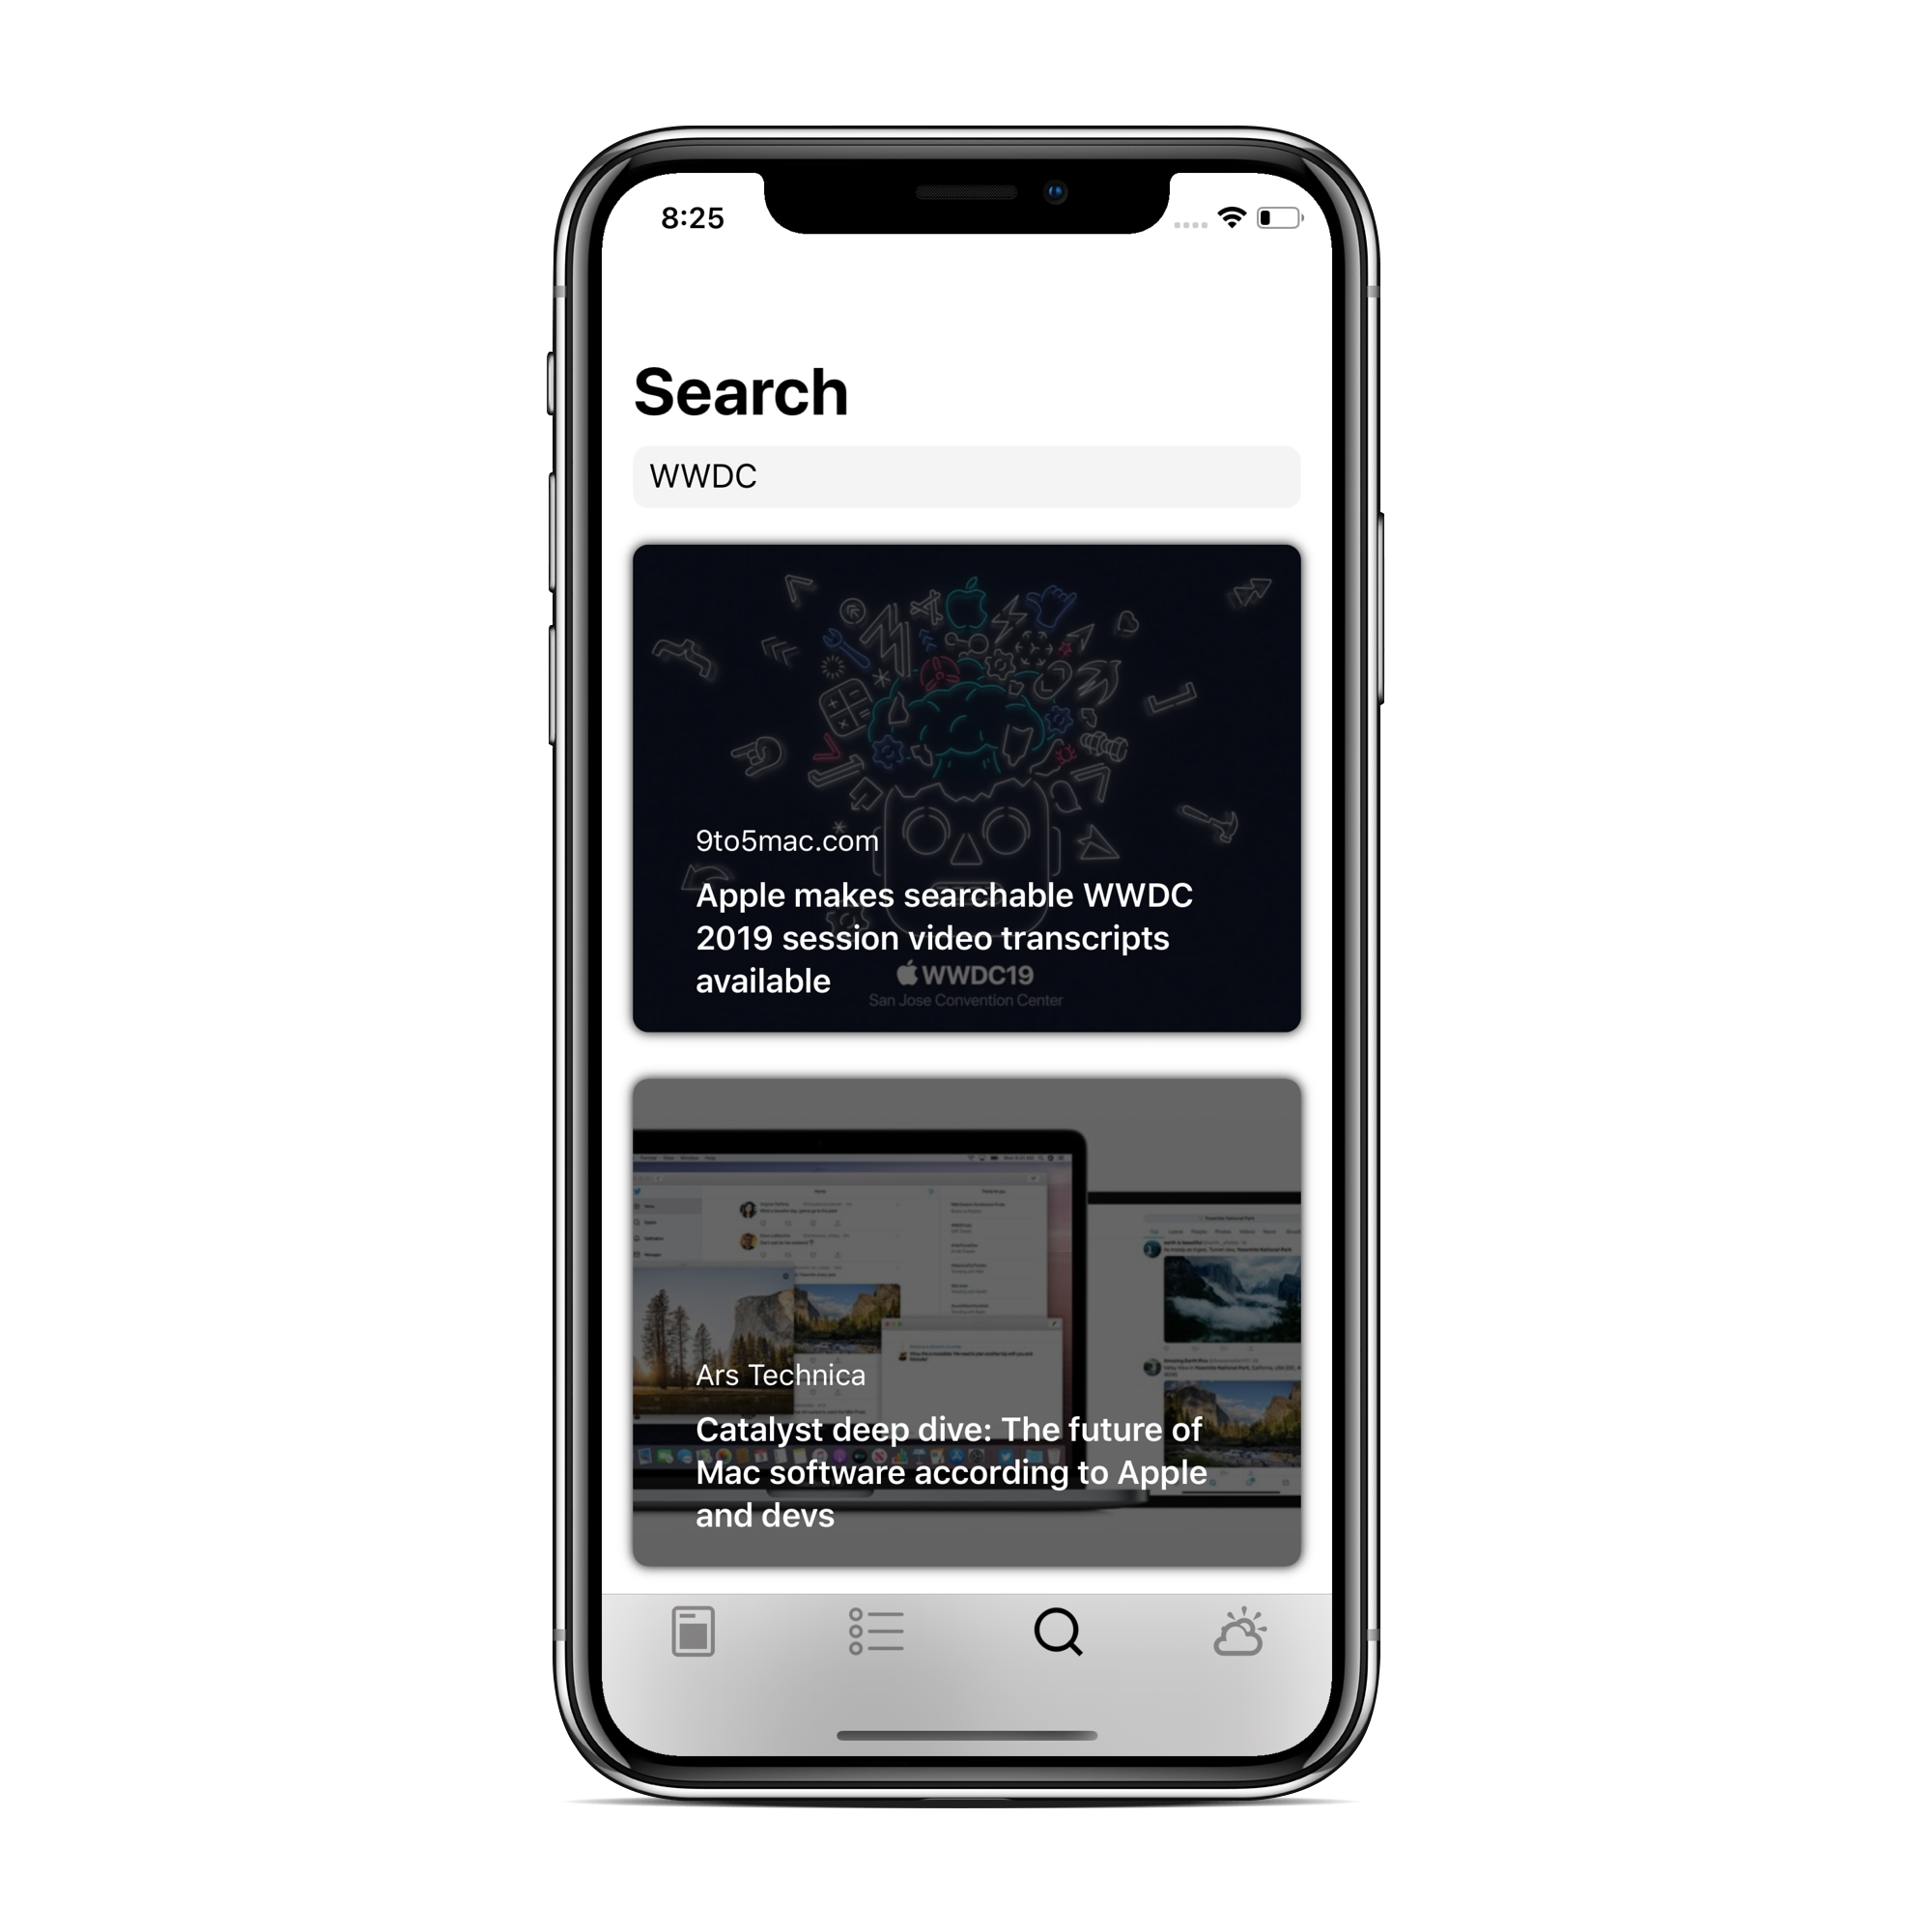 8:25
Search
WWDC
9to5mac.com
Apple makes searchable WWDC
2019 session video transcripts
available
WWDC19
San Jose Convention Center
Ars Technica
Catalyst deep dive: The future of
Mac software according to Apple
and devs